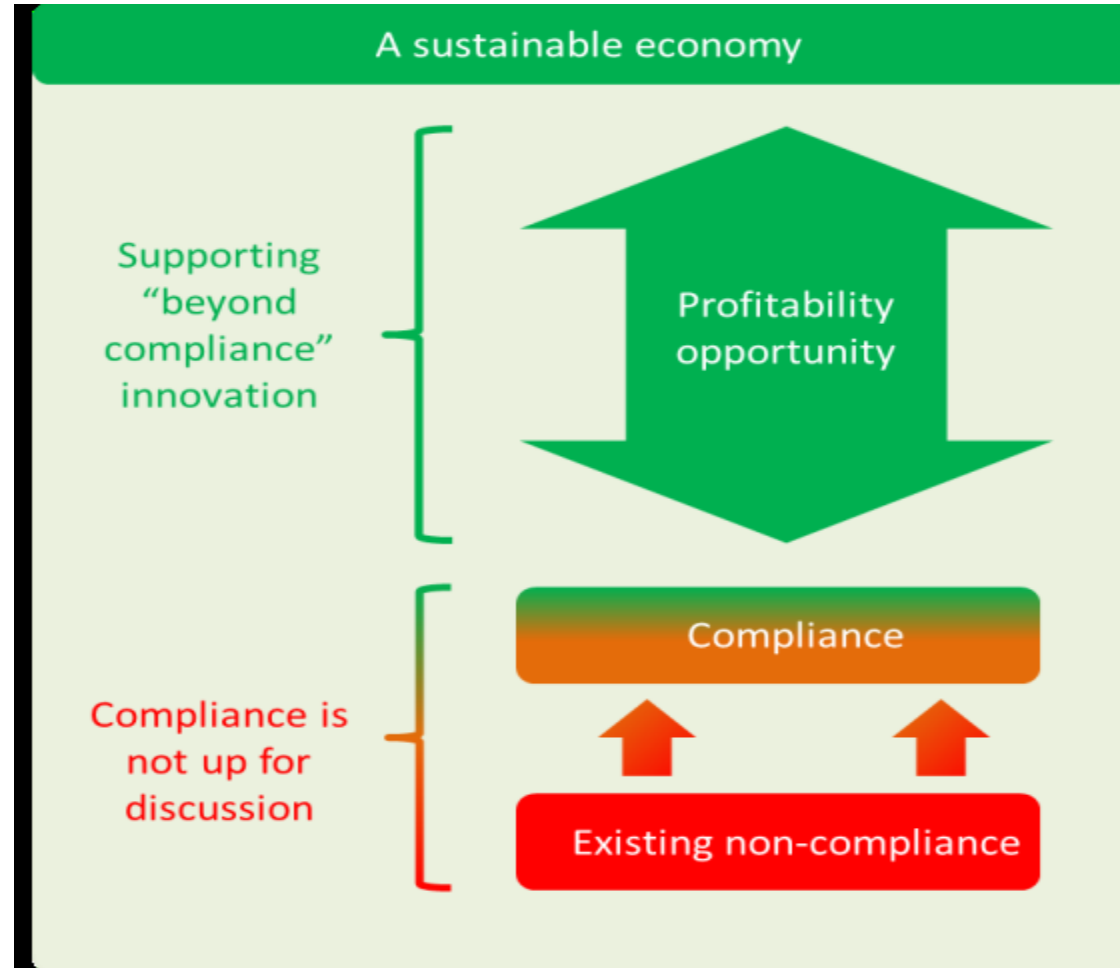 A sustainable economy
Supporting
“beyond
compliance”
innovation
Profitability
opportunity
Compliance
Compliance is
not up for
discussion
Existing non-compliance